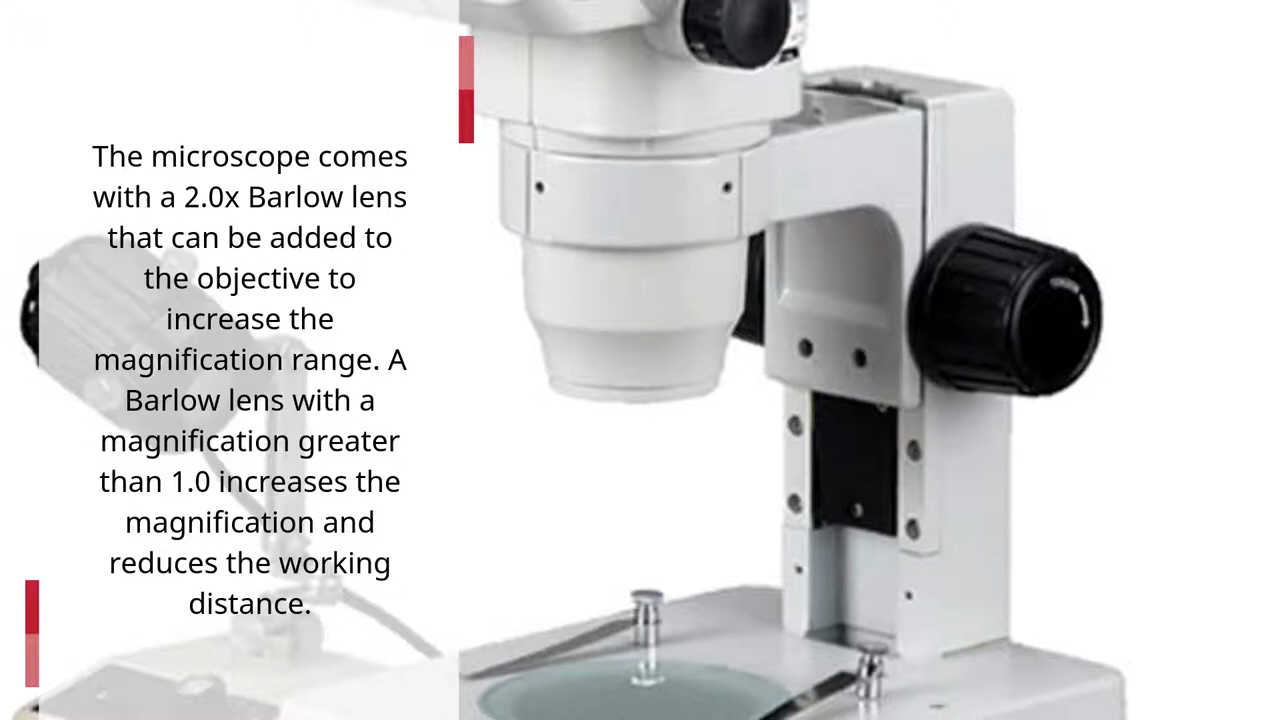 The microscope comes
with a 2.0x Barlow lens
that can be added to
the objective to
increase the
magnification range. A
Barlow lens with a
magnification greater
than 1.0 increases the
magnification and
reduces the working
distance.